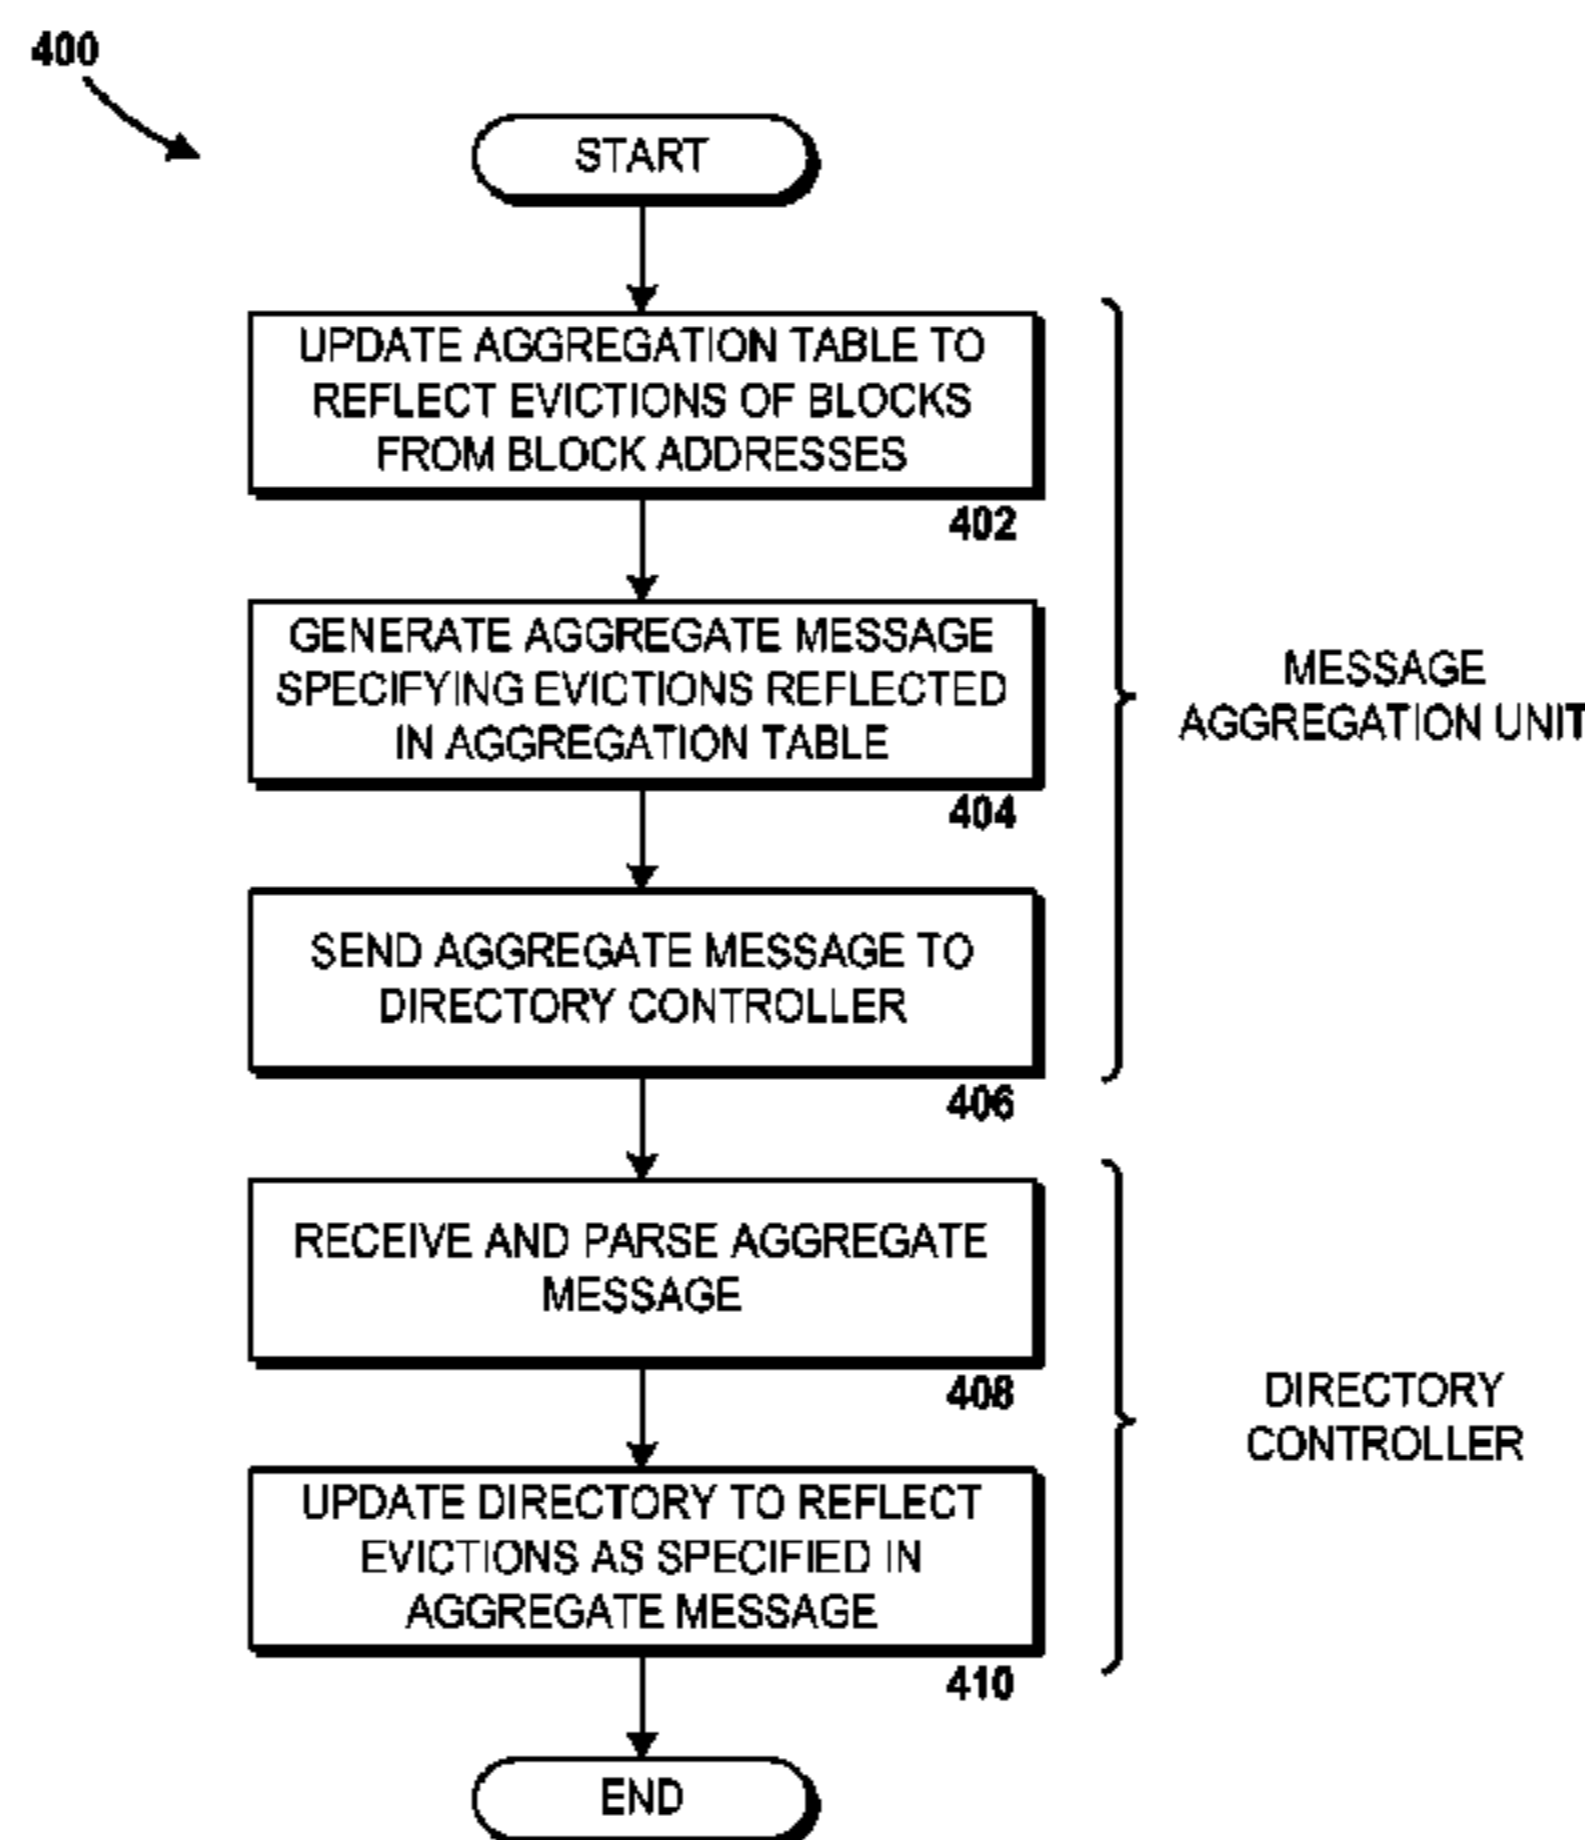 400
START
UPDATE AGGREGATION TABLE TO
REFLECT EVICTIONS OF BLOCKS
FROM BLOCK ADDRESSES
402
GENERATE AGGREGATE MESSAGE
SPECIFYING EVICTIONS REFLECTED
IN AGGREGATION TABLE
404
SEND AGGREGATE MESSAGE TO
DIRECTORY CONTROLLER
406
MESSAGE
AGGREGATION UNIT
RECEIVE AND PARSE AGGREGATE
MESSAGE
408
UPDATE DIRECTORY TO REFLECT
EVICTIONS AS SPECIFIED IN
AGGREGATE MESSAGE
410
DIRECTORY
CONTROLLER
END